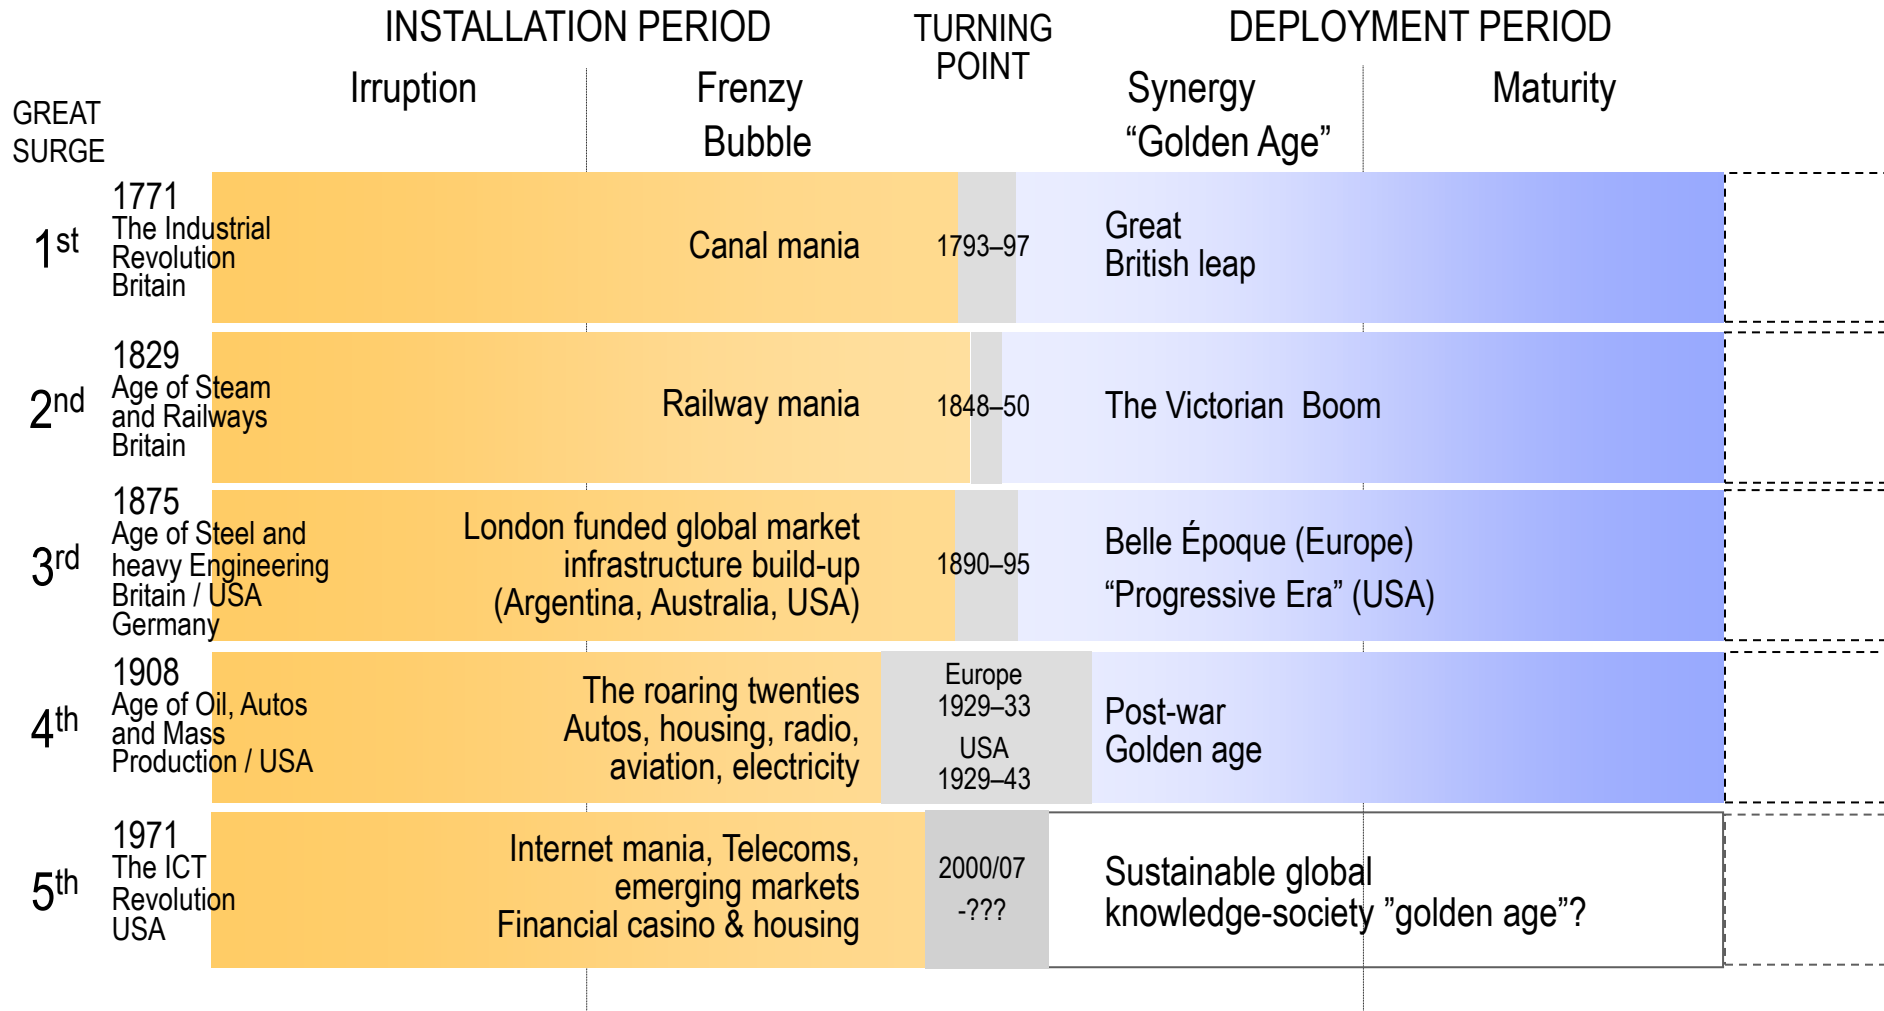 INSTALLATION PERIOD
TURNING
POINT
DEPLOYMENT PERIOD
Irruption
Frenzy
Bubble
Synergy
“Golden Age”
Maturity
GREAT
SURGE
1st
1771
The Industrial
Revolution
Britain
Canal mania
1793–97
Great
British leap
2nd
1829
Age of Steam
and Railways
Britain
Railway mania
1848–50
The Victorian  Boom
3rd
1875
Age of Steel and
heavy Engineering
Britain / USA
Germany
London funded global market
infrastructure build-up
(Argentina, Australia, USA)
1890–95
Belle Époque (Europe)
“Progressive Era” (USA)
4th
1908
Age of Oil, Autos
and Mass
Production / USA
The roaring twenties
Autos, housing, radio,
aviation, electricity
Europe
1929–33
USA
1929–43
Post-war
Golden age
5th
1971
The ICT
Revolution
USA
Internet mania, Telecoms,
emerging markets
Financial casino & housing
2000/07
-???
Sustainable global
knowledge-society ”golden age”?